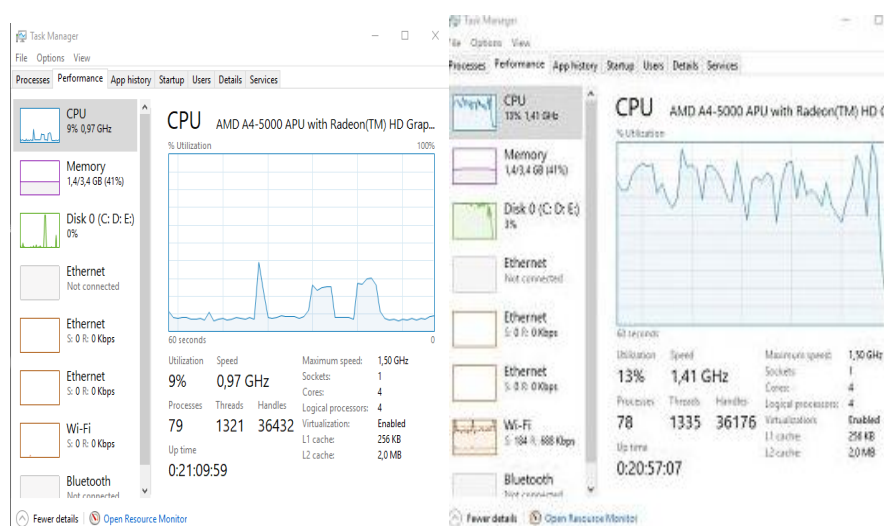 Task Manager
File Options View
Processes Performance App history Startup Users Details Services
CPU
9% 0,97 GHz
Memory
1,4/3,4 GB (41%)
Disk 0 (C: D: E:)
0%
Ethernet
Not connected
Ethernet
S: 0 R: 0 Kbps
Ethernet
S: 0 R: 0 Kbps
Wi-Fi
S: 0 R: 0 Kbps
Bluetooth
Not connected
CPU AMD A4-5000 APU with Radeon(TM) HD Grap...
% Utilization 100%
60 seconds 0
Utilization Speed Maximum speed: 1,50 GHz
9% 0,97 GHz Sockets: 1
Cores: 4
Processes Threads Handles Logical processors: 4
79 1321 36432 Virtualization: Enabled
L1 cache: 256 KB
Up time L2 cache: 2,0 MB
0:21:09:59
Fewer details Open Resource Monitor
Task Manager
File Options View
Processes Performance App history Startup Users Details Services
CPU
13% 1,41 GHz
Memory
1,4/3,4 GB (41%)
Disk 0 (C: D: E:)
3%
Ethernet
Not connected
Ethernet
S: 0 R: 0 Kbps
Ethernet
S: 0 R: 0 Kbps
Wi-Fi
S: 184 R: 688 Kbps
Bluetooth
Not connected
CPU AMD A4-5000 APU with Radeon(TM) HD G
% Utilization
60 seconds
Utilization Speed Maximum speed: 1,50 GHz
13% 1,41 GHz Sockets: 1
Cores: 4
Processes Threads Handles Logical processors: 4
78 1335 36176 Virtualization: Enabled
L1 cache: 256 KB
Up time L2 cache: 2,0 MB
0:20:57:07
Fewer details Open Resource Monitor